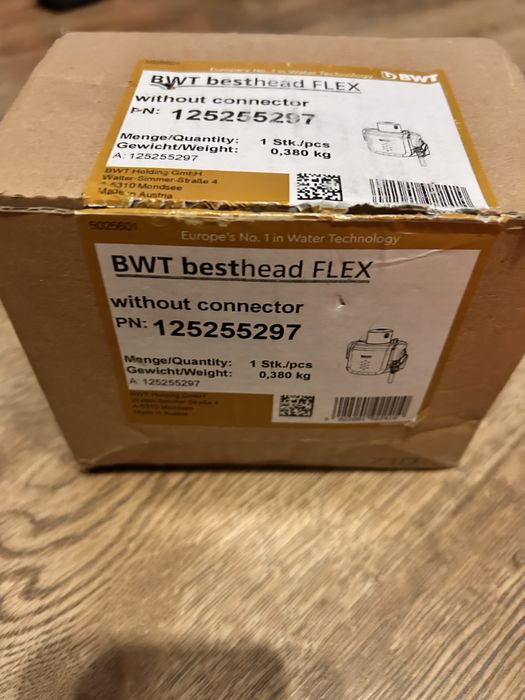 5025601
Europe's No. 1 in Water Technology
BWT
BWT besthead FLEX
without connector
PN: 125255297
Menge/Quantity: 1 Stk./pcs
Gewicht/Weight: 0,380 kg
A: 125255297
BWT Holding GmbH
Walter-Simmer-Straße 4
A-5310 Mondsee
Made in Austria
5025601
Europe's No. 1 in Water Technology
BWT besthead FLEX
without connector
PN: 125255297
Menge/Quantity: 1 Stk./pcs
Gewicht/Weight: 0,380 kg
A: 125255297
BWT Holding GmbH
Walter-Simmer-Straße 4
A-5310 Mondsee
Made in Austria